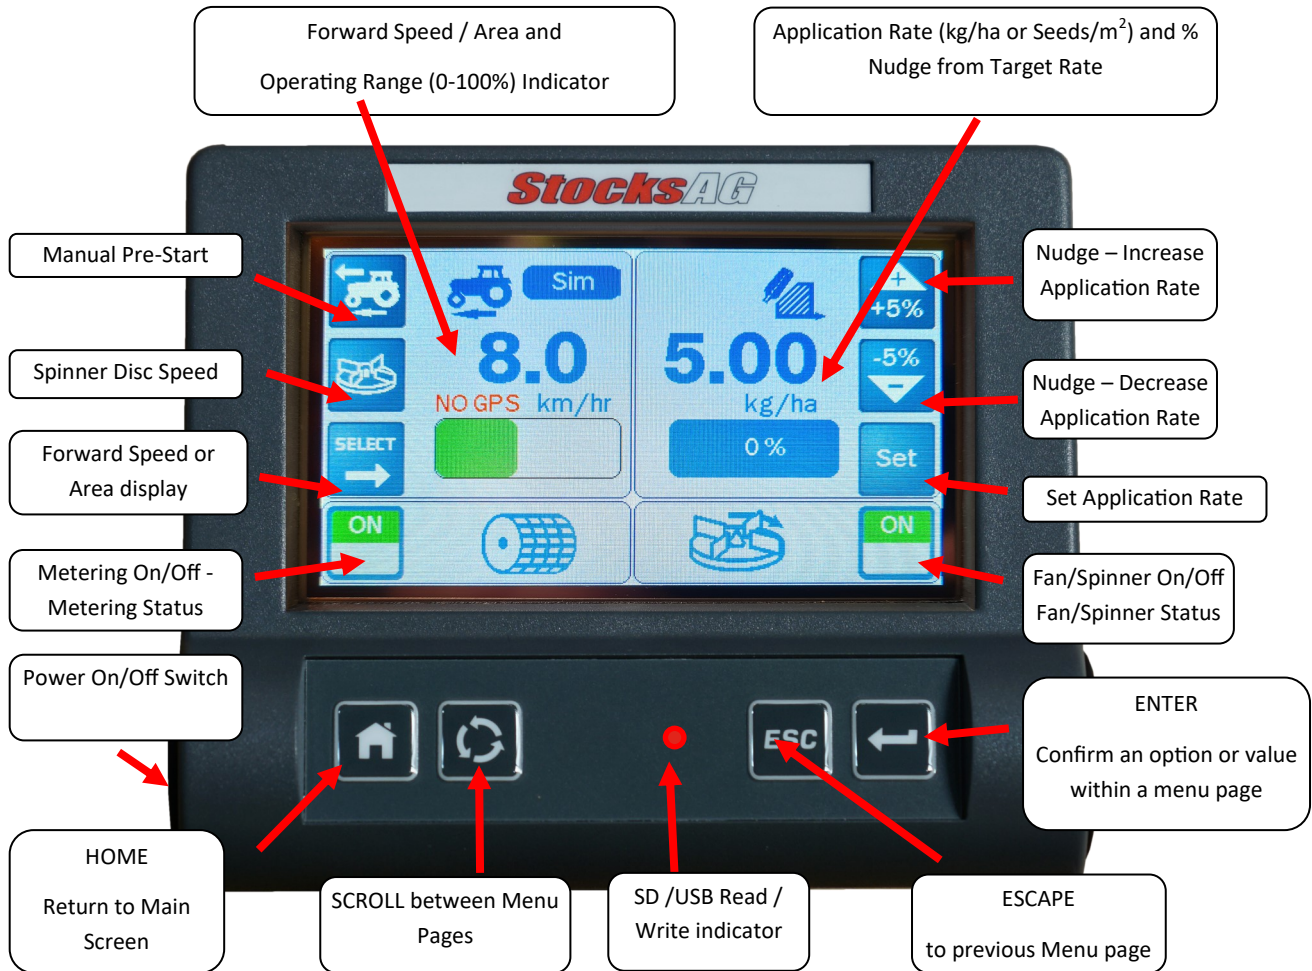 Forward Speed / Area and
Operating Range (0-100%) Indicator
Application Rate (kg/ha or Seeds/m²) and %
Nudge from Target Rate
StocksAG
Manual Pre-Start
Spinner Disc Speed
Forward Speed or
Area display
Metering On/Off -
Metering Status
Power On/Off Switch
Sim
8.0
NO GPS km/hr
SELECT
ON
5.00
kg/ha
0 %
+
+5%
-5%
Set
ON
Nudge – Increase
Application Rate
Nudge – Decrease
Application Rate
Set Application Rate
Fan/Spinner On/Off
Fan/Spinner Status
ESC
ENTER
Confirm an option or value
within a menu page
HOME
Return to Main
Screen
SCROLL between Menu
Pages
SD /USB Read /
Write indicator
ESCAPE
to previous Menu page